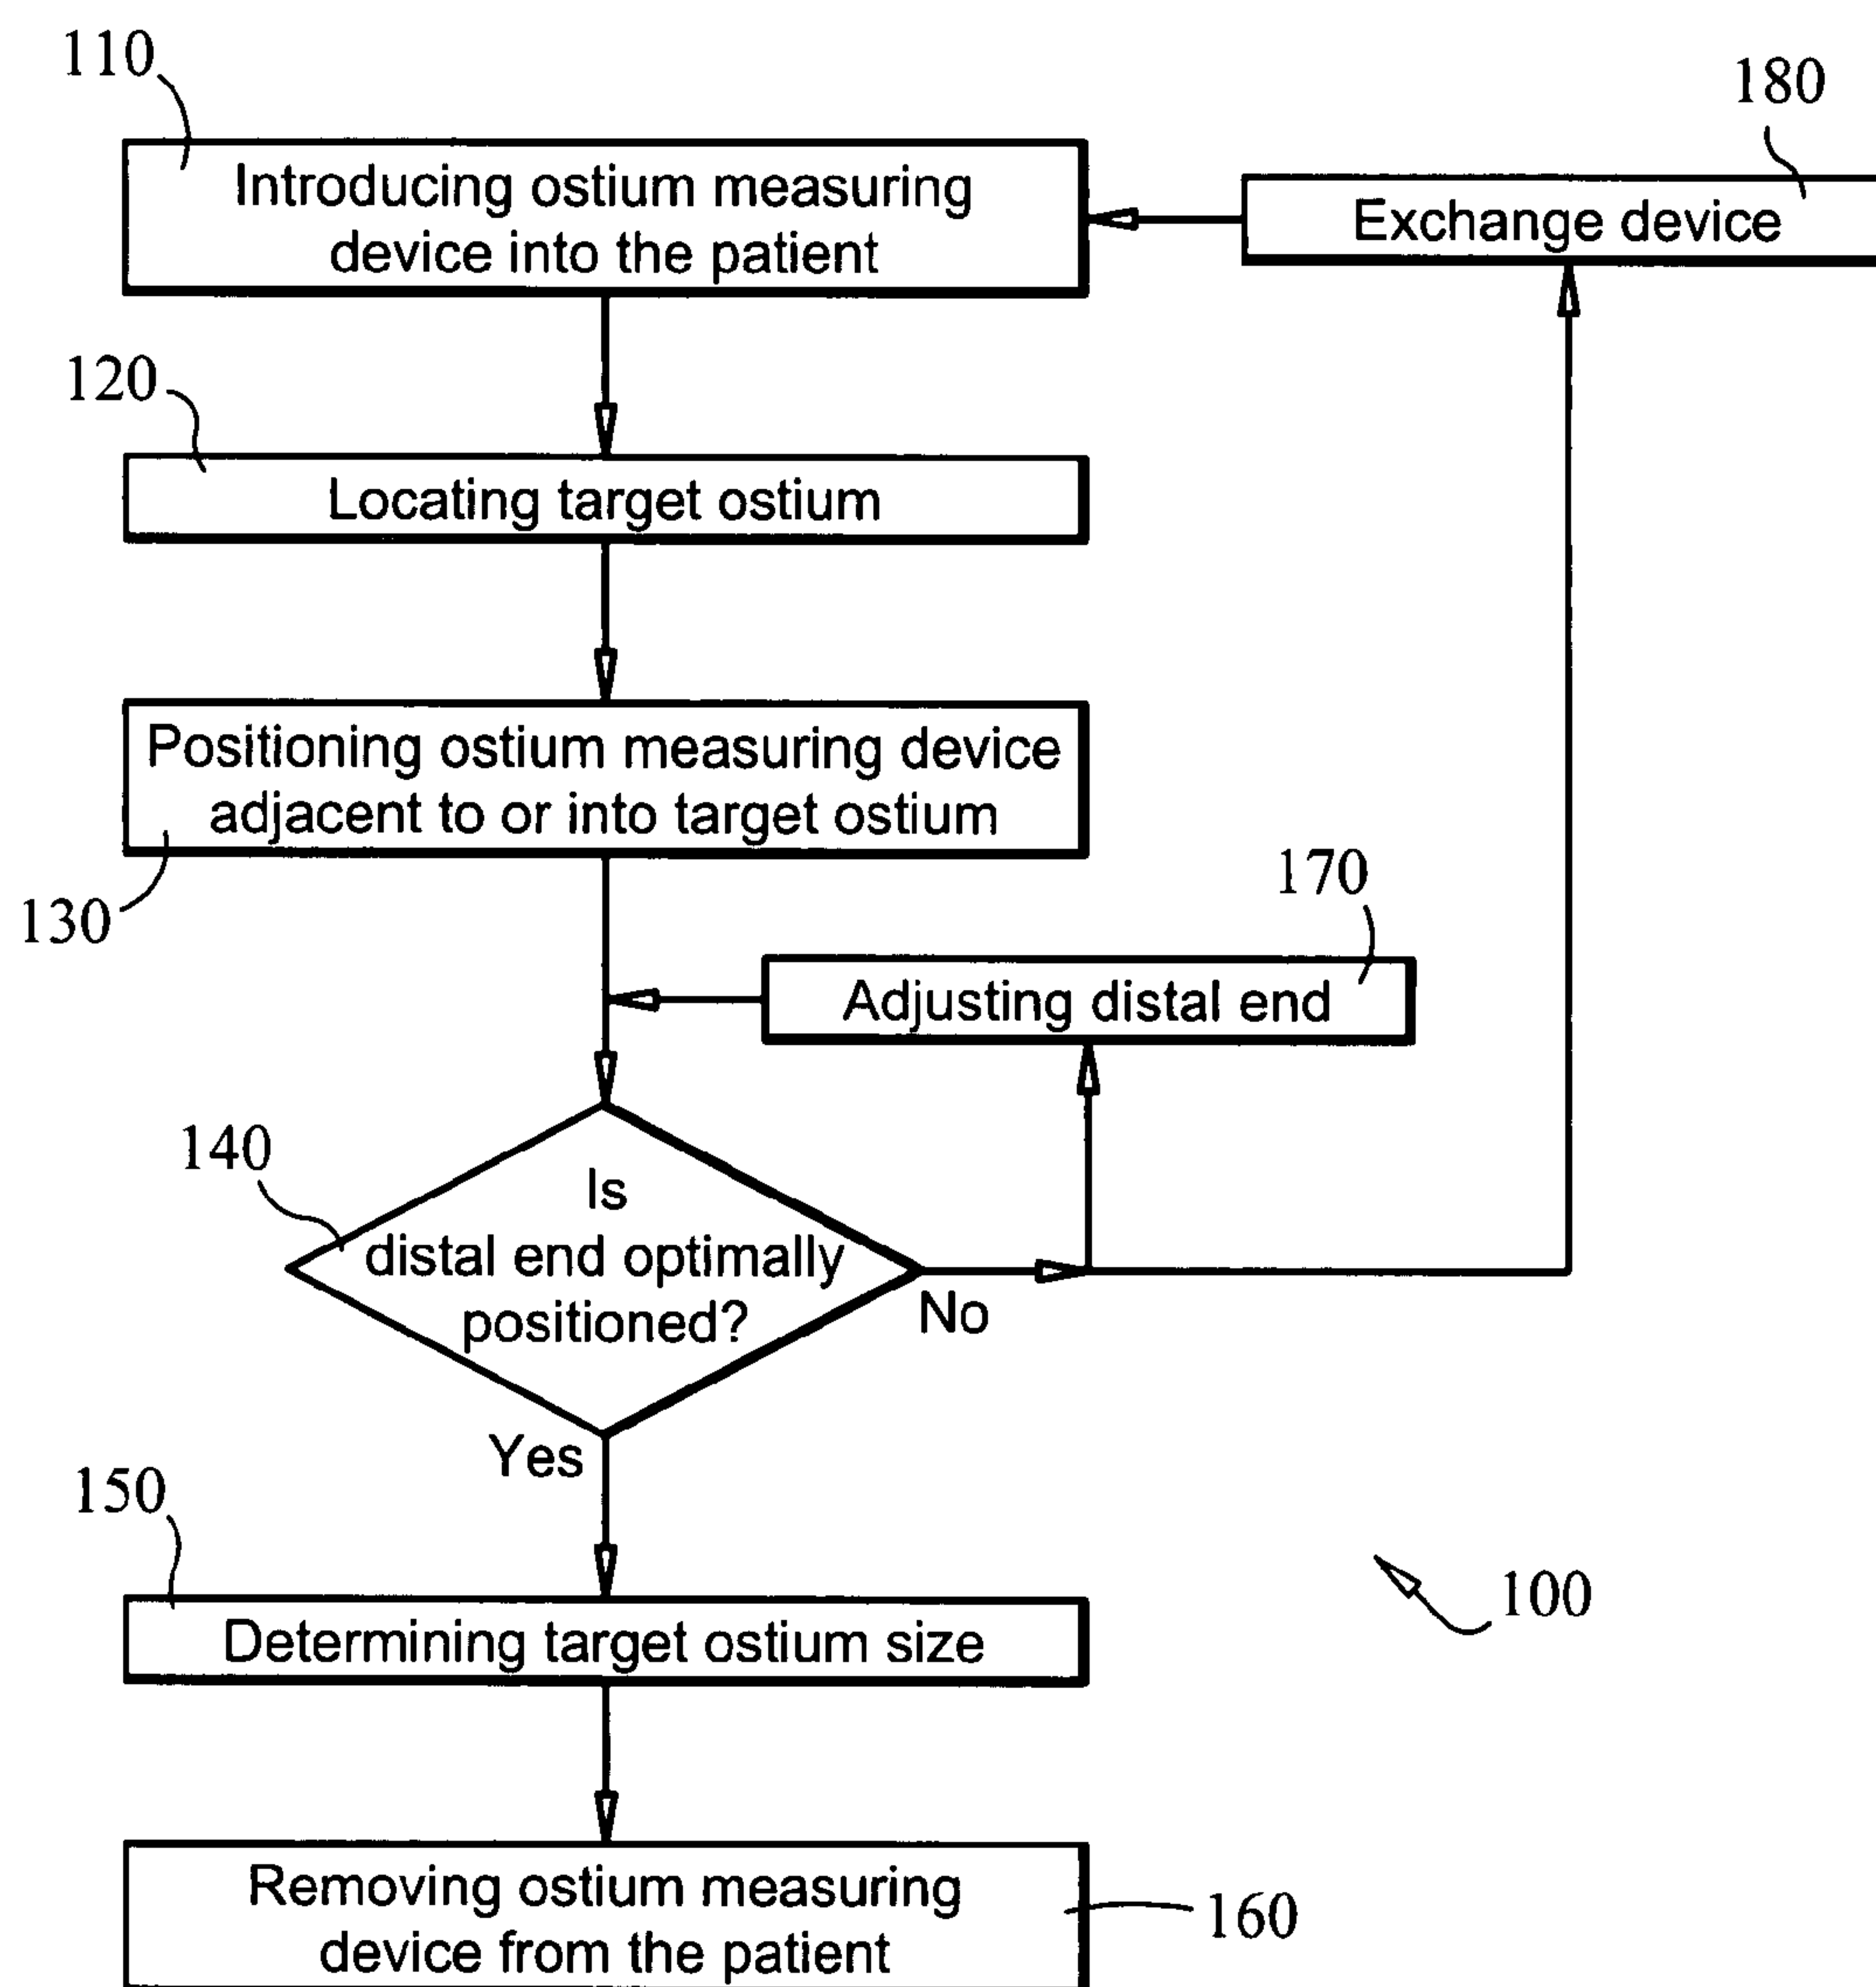 110
180
Introducing ostium measuring
device into the patient
Exchange device
120
Locating target ostium
Positioning ostium measuring device
adjacent to or into target ostium
130
170
Adjusting distal end
140
Is
distal end optimally
positioned?
No
Yes
150
100
Determining target ostium size
Removing ostium measuring
device from the patient
160